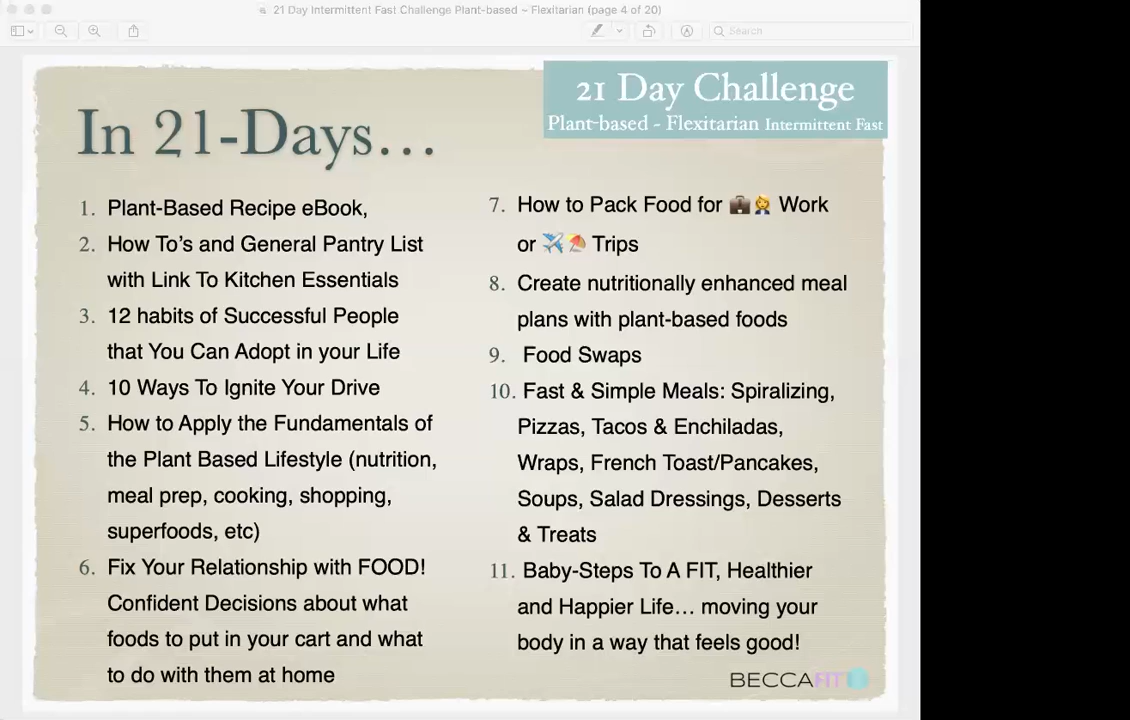 21 Day Intermittent Fast Challenge Plant-based ~ Flexitarian (page 4 of 20)
Search
21 Day Challenge
Plant-based - Flexitarian Intermittent Fast
In 21-Days…
1. Plant-Based Recipe eBook,
2. How To's and General Pantry List
with Link To Kitchen Essentials
3. 12 habits of Successful People
that You Can Adopt in your Life
4. 10 Ways To Ignite Your Drive
5. How to Apply the Fundamentals of
the Plant Based Lifestyle (nutrition,
meal prep, cooking, shopping,
superfoods, etc)
6. Fix Your Relationship with FOOD!
Confident Decisions about what
foods to put in your cart and what
to do with them at home
7. How to Pack Food for 💼👩‍💼 Work
or ✈️⛱️ Trips
8. Create nutritionally enhanced meal
plans with plant-based foods
9. Food Swaps
10. Fast & Simple Meals: Spiralizing,
Pizzas, Tacos & Enchiladas,
Wraps, French Toast/Pancakes,
Soups, Salad Dressings, Desserts
& Treats
11. Baby-Steps To A FIT, Healthier
and Happier Life… moving your
body in a way that feels good!
BECCAFIT